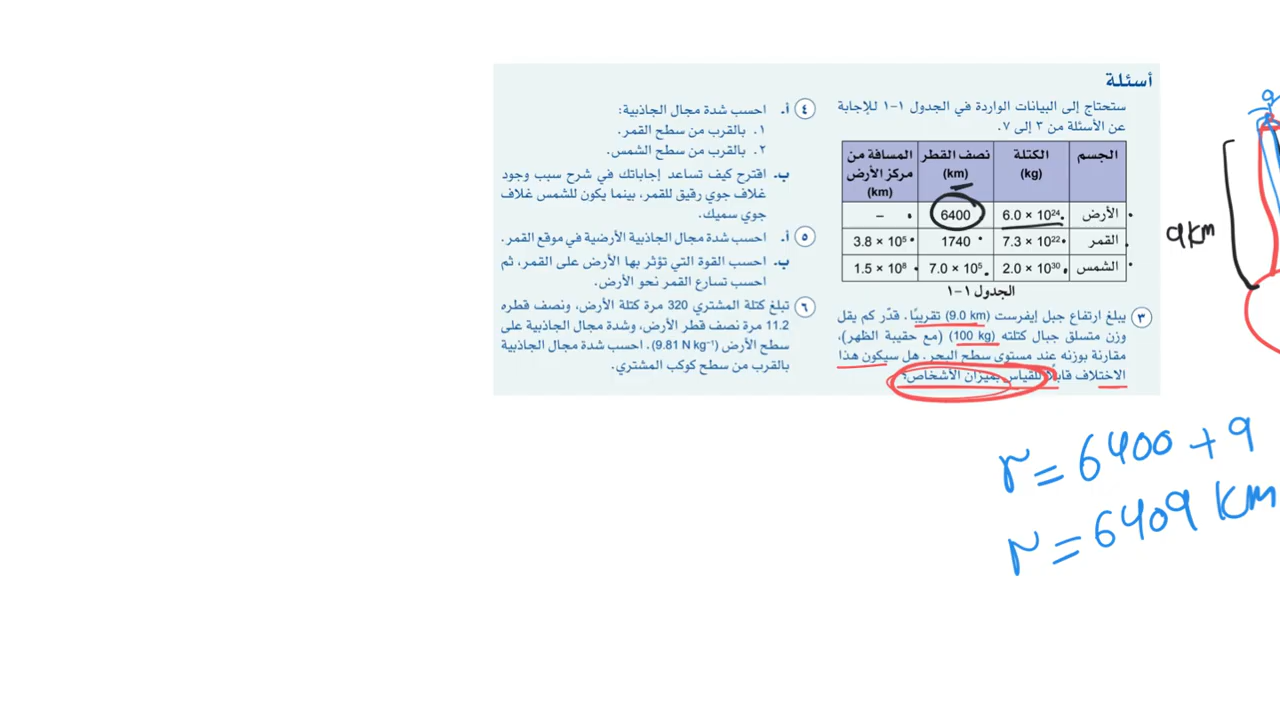 أسئلة
ستحتاج إلى البيانات الواردة في الجدول ١-١ للإجابة
عن الأسئلة من ٣ إلى ٧.
الجسم الكتلة (kg) نصف القطر (km) المسافة من مركز الأرض (km)
الأرض 6.0 × 10²⁴ 6400 –
القمر 7.3 × 10²² 1740 3.8 × 10⁵
الشمس 2.0 × 10³⁰ 7.0 × 10⁵ 1.5 × 10⁸
الجدول ١-١
٣ يبلغ ارتفاع جبل إيفرست (9.0 km) تقريبًا. قدّر كم يقل
وزن متسلق جبال كتلته (100 kg) (مع حقيبة الظهر)،
مقارنة بوزنه عند مستوى سطح البحر. هل سيكون هذا
الاختلاف قابلًا للقياس بميزان الأشخاص؟
٤ أ. احسب شدة مجال الجاذبية:
١. بالقرب من سطح القمر.
٢. بالقرب من سطح الشمس.
ب. اقترح كيف تساعد إجاباتك في شرح سبب وجود
غلاف جوي رقيق للقمر، بينما يكون للشمس غلاف
جوي سميك.
٥ أ. احسب شدة مجال الجاذبية الأرضية في موقع القمر.
ب. احسب القوة التي تؤثر بها الأرض على القمر، ثم
احسب تسارع القمر نحو الأرض.
٦ تبلغ كتلة المشتري 320 مرة كتلة الأرض، ونصف قطره
11.2 مرة نصف قطر الأرض، وشدة مجال الجاذبية على
سطح الأرض (9.81 N kg⁻¹). احسب شدة مجال الجاذبية
بالقرب من سطح كوكب المشتري.
9km
r = 6400 + 9
r = 6409 km